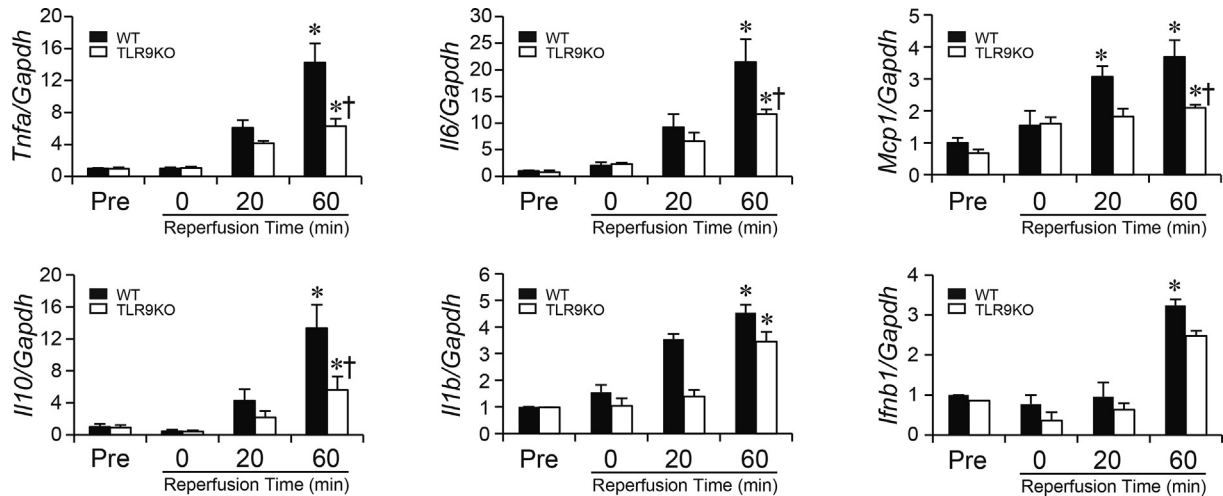 Tnfa/Gapdh
20
16
12
8
4
0
WT
TLR9KO
*
*†
Pre 0 20 60
Reperfusion Time (min)
Il6/Gapdh
30
25
20
15
10
5
0
WT
TLR9KO
*
*†
Pre 0 20 60
Reperfusion Time (min)
Mcp1/Gapdh
5
4
3
2
1
0
WT
TLR9KO
*
*
*†
Pre 0 20 60
Reperfusion Time (min)
Il10/Gapdh
20
16
12
8
4
0
WT
TLR9KO
*
*†
Pre 0 20 60
Reperfusion Time (min)
Il1b/Gapdh
6
5
4
3
2
1
0
WT
TLR9KO
*
*
Pre 0 20 60
Reperfusion Time (min)
Ifnb1/Gapdh
4
3
2
1
0
WT
TLR9KO
*
Pre 0 20 60
Reperfusion Time (min)